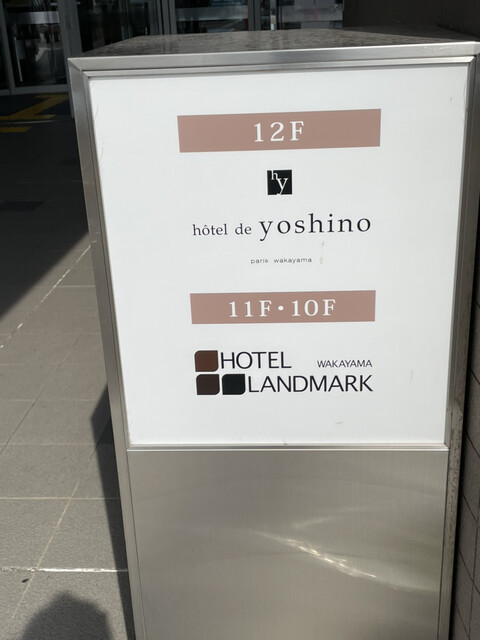 12F
hy
hôtel de yoshino
paris wakayama
11F・10F
HOTEL WAKAYAMA
LANDMARK